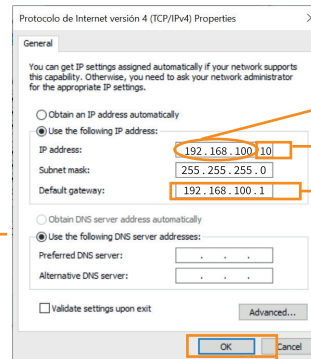 Protocolo de Internet versión 4 (TCP/IPv4) Properties
General
You can get IP settings assigned automatically if your network supports
this capability. Otherwise, you need to ask your network administrator
for the appropriate IP settings.
Obtain an IP address automatically
Use the following IP address:
IP address: 192 . 168 . 100 . 10
Subnet mask: 255 . 255 . 255 . 0
Default gateway: 192 . 168 . 100 . 1
Obtain DNS server address automatically
Use the following DNS server addresses:
Preferred DNS server: . . .
Alternative DNS server: . . .
Validate settings upon exit
Advanced...
OK
Cancel